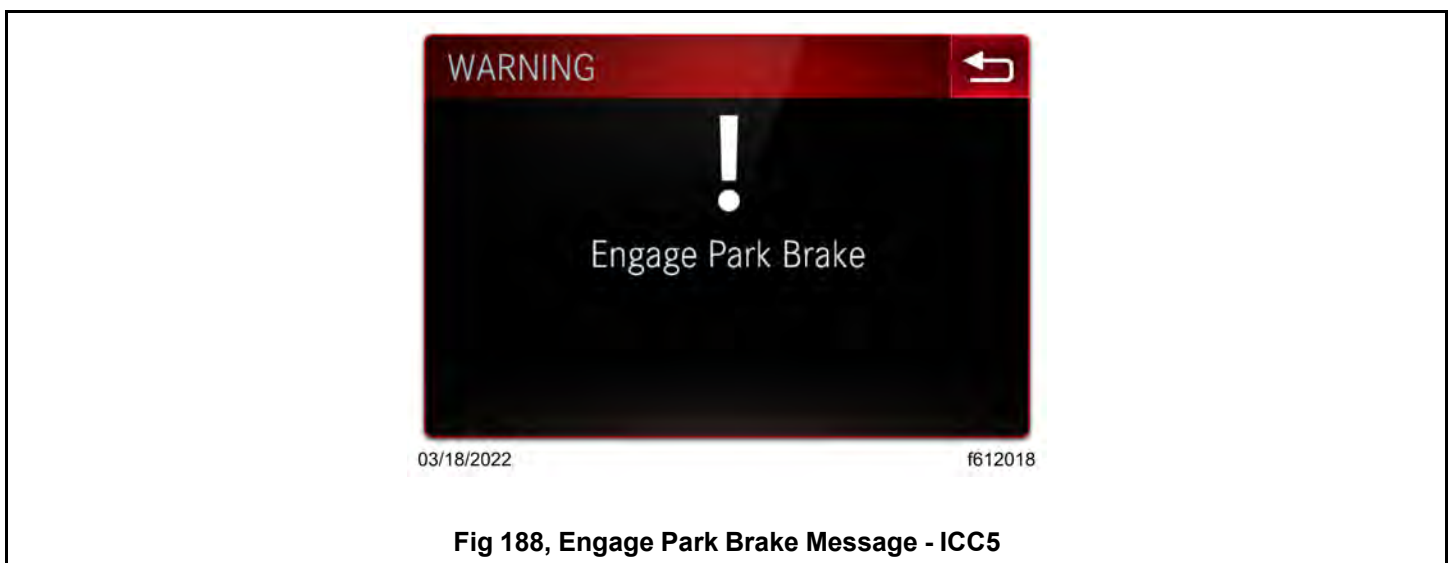 WARNING
!
Engage Park Brake
03/18/2022 f612018
Fig 188, Engage Park Brake Message - ICC5